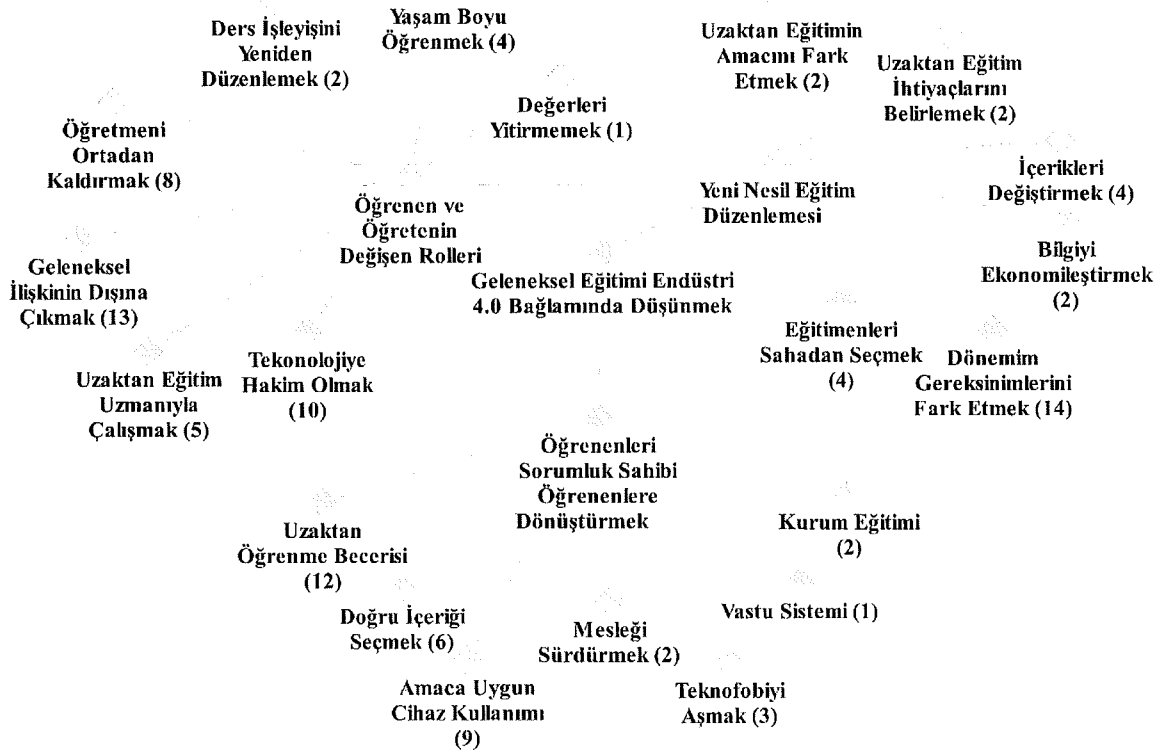 Ders İşleyişini
Yeniden
Düzenlemek (2)
Yaşam Boyu
Öğrenmek (4)
Uzaktan Eğitimin
Amacını Fark
Etmek (2)
Uzaktan Eğitim
İhtiyaçlarını
Belirlemek (2)
Değerleri
Yitirmemek (1)
Öğretmeni
Ortadan
Kaldırmak (8)
İçerikleri
Değiştirmek (4)
Öğrenen ve
Öğretenin
Değişen Rolleri
Yeni Nesil Eğitim
Düzenlemesi
Geleneksel
İlişkinin Dışına
Çıkmak (13)
Geleneksel Eğitimi Endüstri
4.0 Bağlamında Düşünmek
Bilgiyi
Ekonomileştirmek
(2)
Uzaktan Eğitim
Uzmanıyla
Çalışmak (5)
Tekonolojiye
Hakim Olmak
(10)
Eğitimenleri
Sahadan Seçmek
(4)
Dönemim
Gereksinimlerini
Fark Etmek (14)
Öğrenenleri
Sorumluk Sahibi
Öğrenenlere
Dönüştürmek
Uzaktan
Öğrenme Becerisi
(12)
Kurum Eğitimi
(2)
Doğru İçeriği
Seçmek (6)
Mesleği
Sürdürmek (2)
Vastu Sistemi (1)
Amaca Uygun
Cihaz Kullanımı
(9)
Teknofobiyi
Aşmak (3)